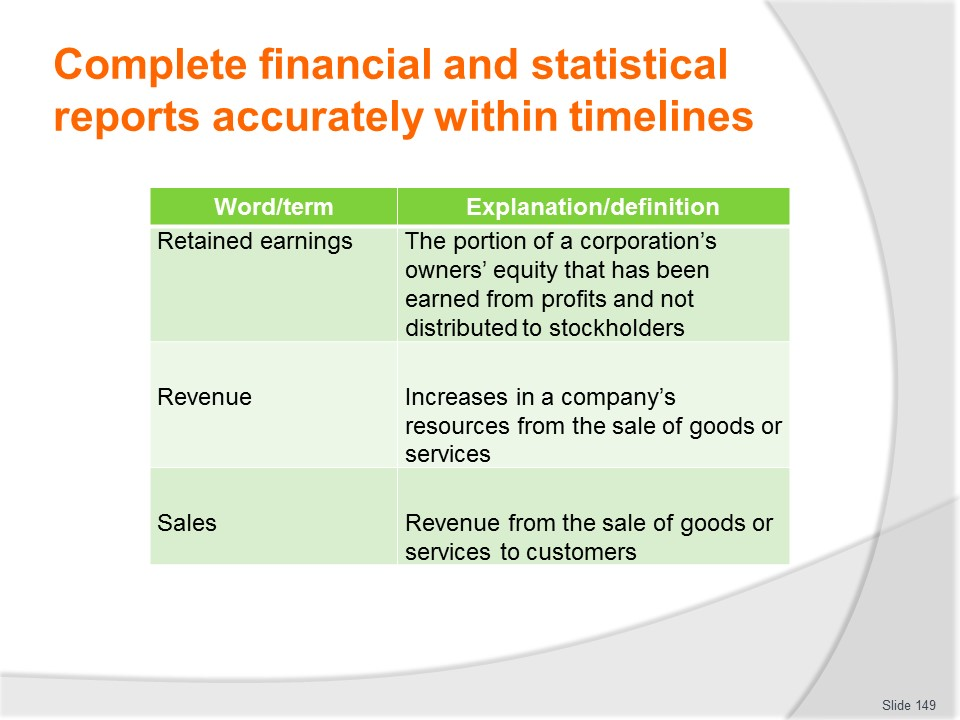 Complete financial and statistical
reports accurately within timelines
Word/term
Explanation/definition
Retained earnings
The portion of a corporation’s
owners’ equity that has been
earned from profits and not
distributed to stockholders
Revenue
Increases in a company’s
resources from the sale of goods or
services
Sales
Revenue from the sale of goods or
services to customers
Slide 149